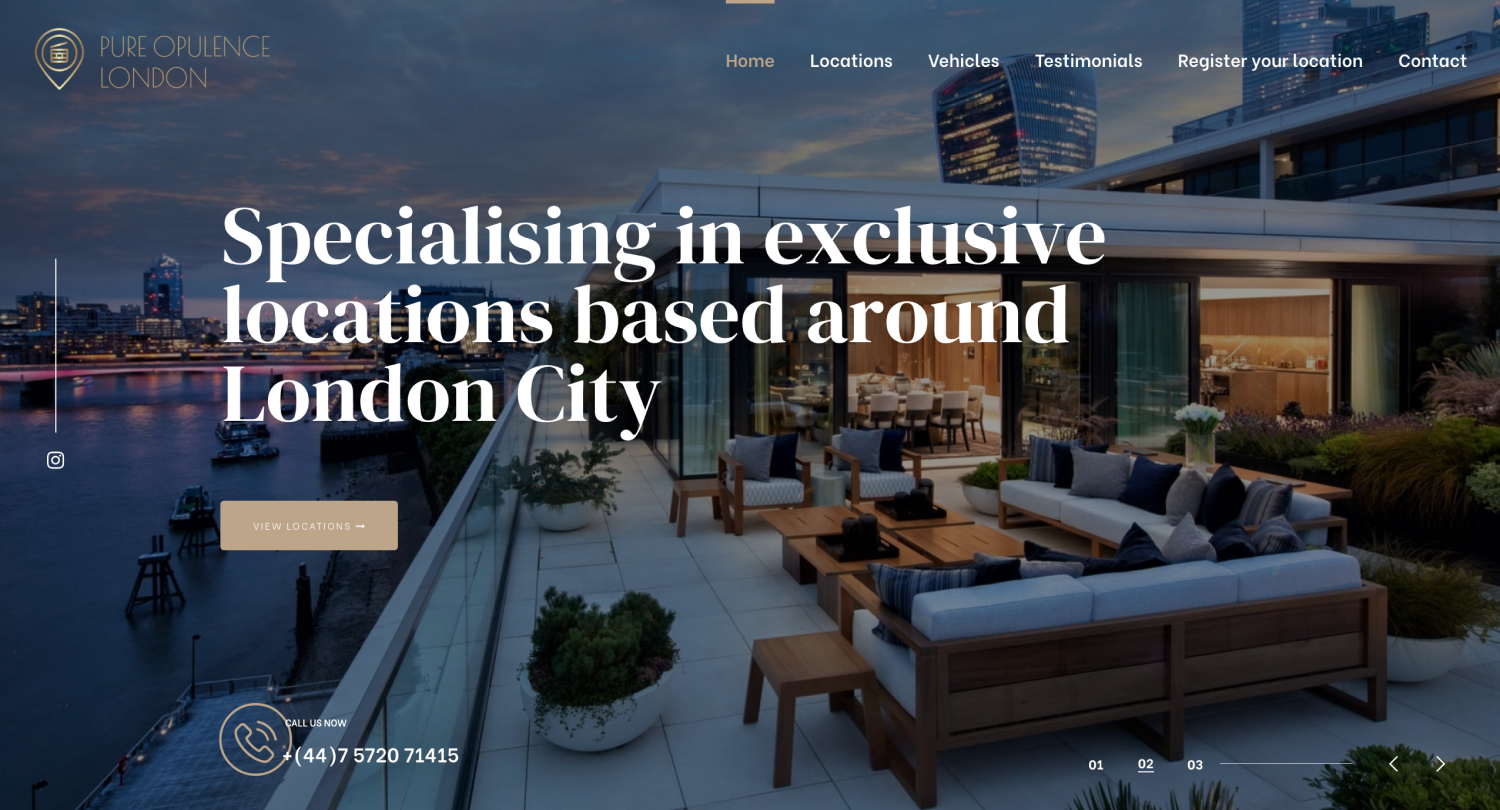 PURE OPULENCE
LONDON
Home
Locations
Vehicles
Testimonials
Register your location
Contact
Specialising in exclusive
locations based around
London City
VIEW LOCATIONS →
CALL US NOW
+(44)7 5720 71415
01
02
03